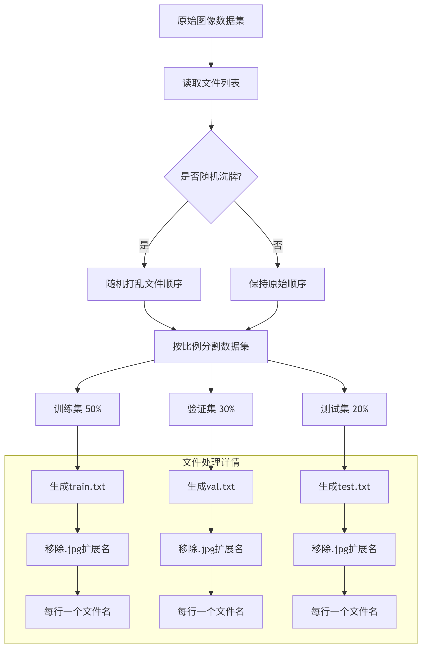 原始图像数据集
读取文件列表
是否随机洗牌?
是
否
随机打乱文件顺序
保持原始顺序
按比例分割数据集
训练集 50%
验证集 30%
测试集 20%
文件处理详情
生成train.txt
生成val.txt
生成test.txt
移除.jpg扩展名
移除.jpg扩展名
移除.jpg扩展名
每行一个文件名
每行一个文件名
每行一个文件名